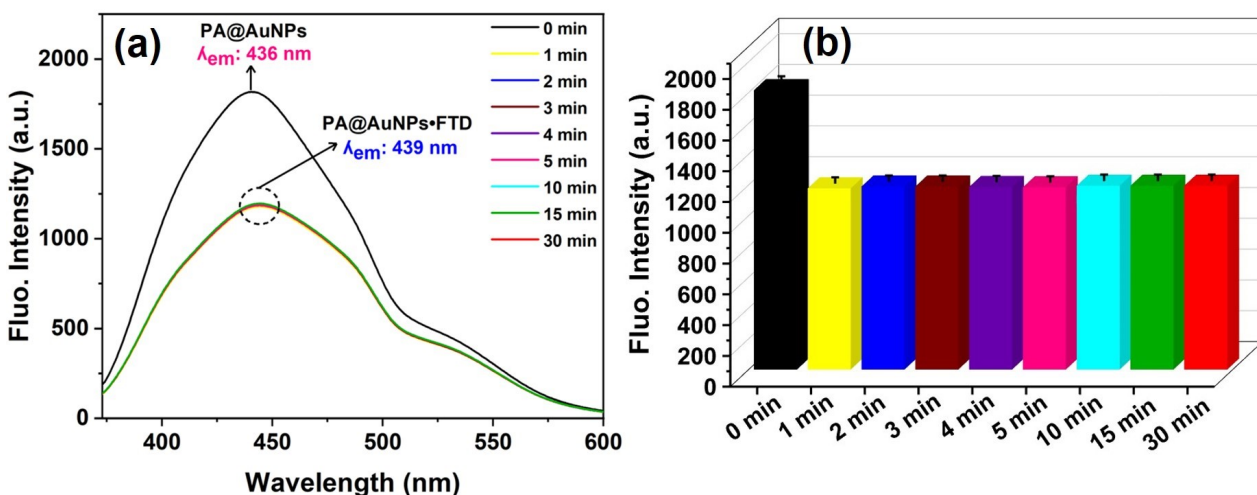 (a)
PA@AuNPs
λem: 436 nm
PA@AuNPs•FTD
λem: 439 nm
0 min
1 min
2 min
3 min
4 min
5 min
10 min
15 min
30 min
Fluo. Intensity (a.u.)
2000
1500
1000
500
0
400
450
500
550
600
Wavelength (nm)
(b)
Fluo. Intensity (a.u.)
2000
1800
1600
1400
1200
1000
800
600
400
200
0
0 min
1 min
2 min
3 min
4 min
5 min
10 min
15 min
30 min